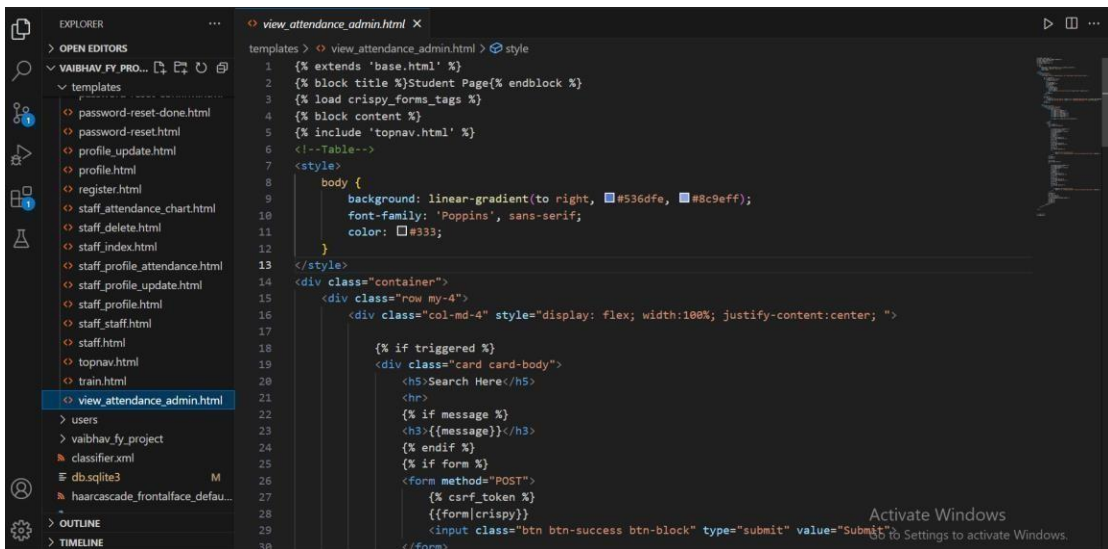 EXPLORER
OPEN EDITORS
VAIBHAV_FY_PRO...
templates
password-reset-done.html
password-reset.html
profile_update.html
profile.html
register.html
staff_attendance_chart.html
staff_delete.html
staff_index.html
staff_profile_attendance.html
staff_profile_update.html
staff_profile.html
staff_staff.html
staff.html
topnav.html
train.html
view_attendance_admin.html
users
vaibhav_fy_project
classifier.xml
db.sqlite3 M
haarcascade_frontalface_defau...
OUTLINE
TIMELINE
view_attendance_admin.html
templates > view_attendance_admin.html > style
1 {% extends 'base.html' %}
2 {% block title %}Student Page{% endblock %}
3 {% load crispy_forms_tags %}
4 {% block content %}
5 {% include 'topnav.html' %}
6 <!--Table-->
7 <style>
8 body {
9 background: linear-gradient(to right, #536dfe, #8c9eff);
10 font-family: 'Poppins', sans-serif;
11 color: #333;
12 }
13 </style>
14 <div class="container">
15 <div class="row my-4">
16 <div class="col-md-4" style="display: flex; width:100%; justify-content:center; ">
17
18 {% if triggered %}
19 <div class="card card-body">
20 <h5>Search Here</h5>
21 <hr>
22 {% if message %}
23 <h3>{{message}}</h3>
24 {% endif %}
25 {% if form %}
26 <form method="POST">
27 {% csrf_token %}
28 {{form|crispy}}
29 <input class="btn btn-success btn-block" type="submit" value="Submit">
30 </form>
Activate Windows
Go to Settings to activate Windows.